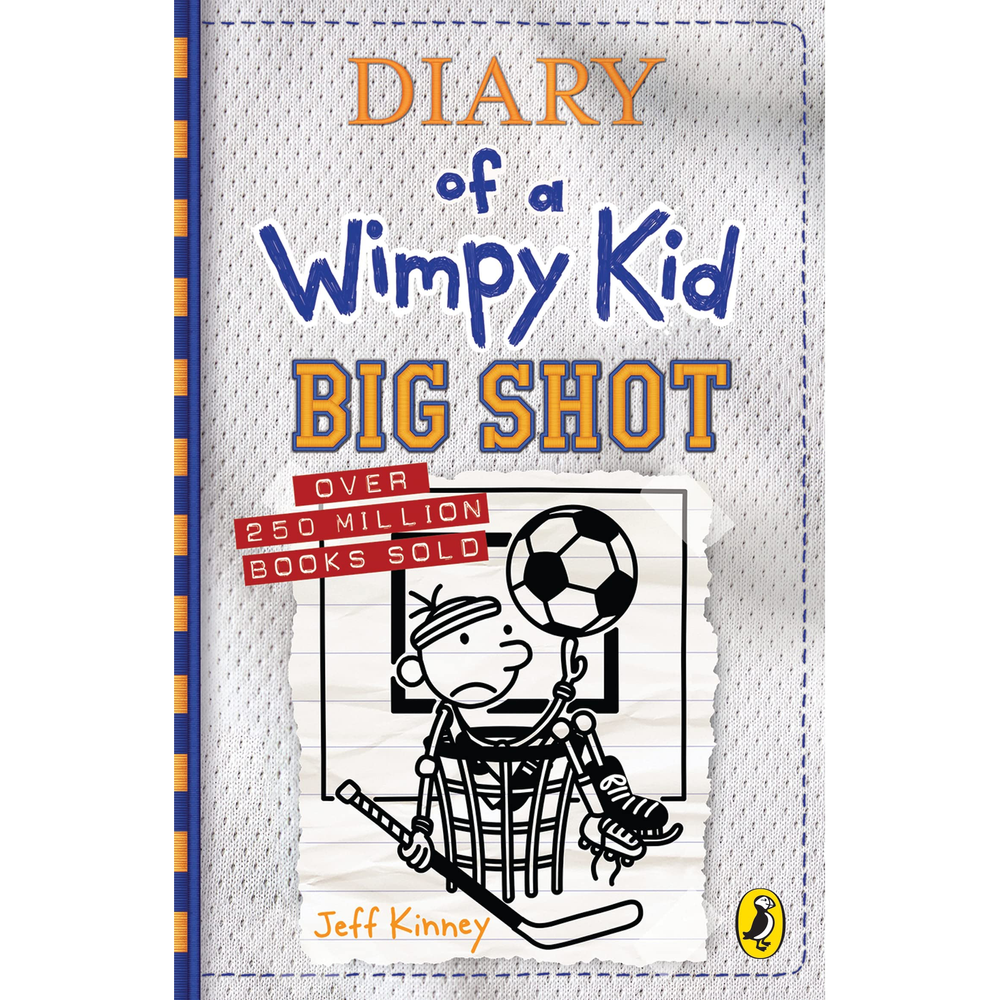 DIARY
of a
Wimpy Kid
BIG SHOT
OVER
250 MILLION
BOOKS SOLD
Jeff Kinney